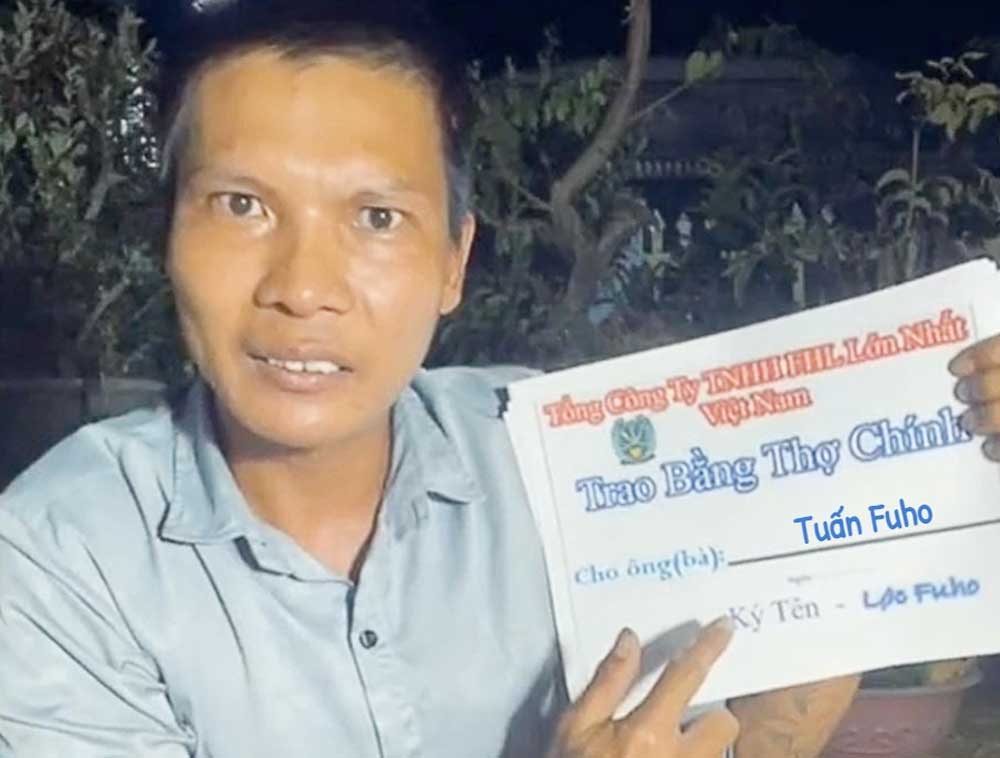 Tổng Công Ty TNHH FHL Lớn Nhất
Việt Nam
Trao Bằng Thợ Chính
Cho ông(bà): Tuấn Fuho
Ký Tên - Lộc Fuho